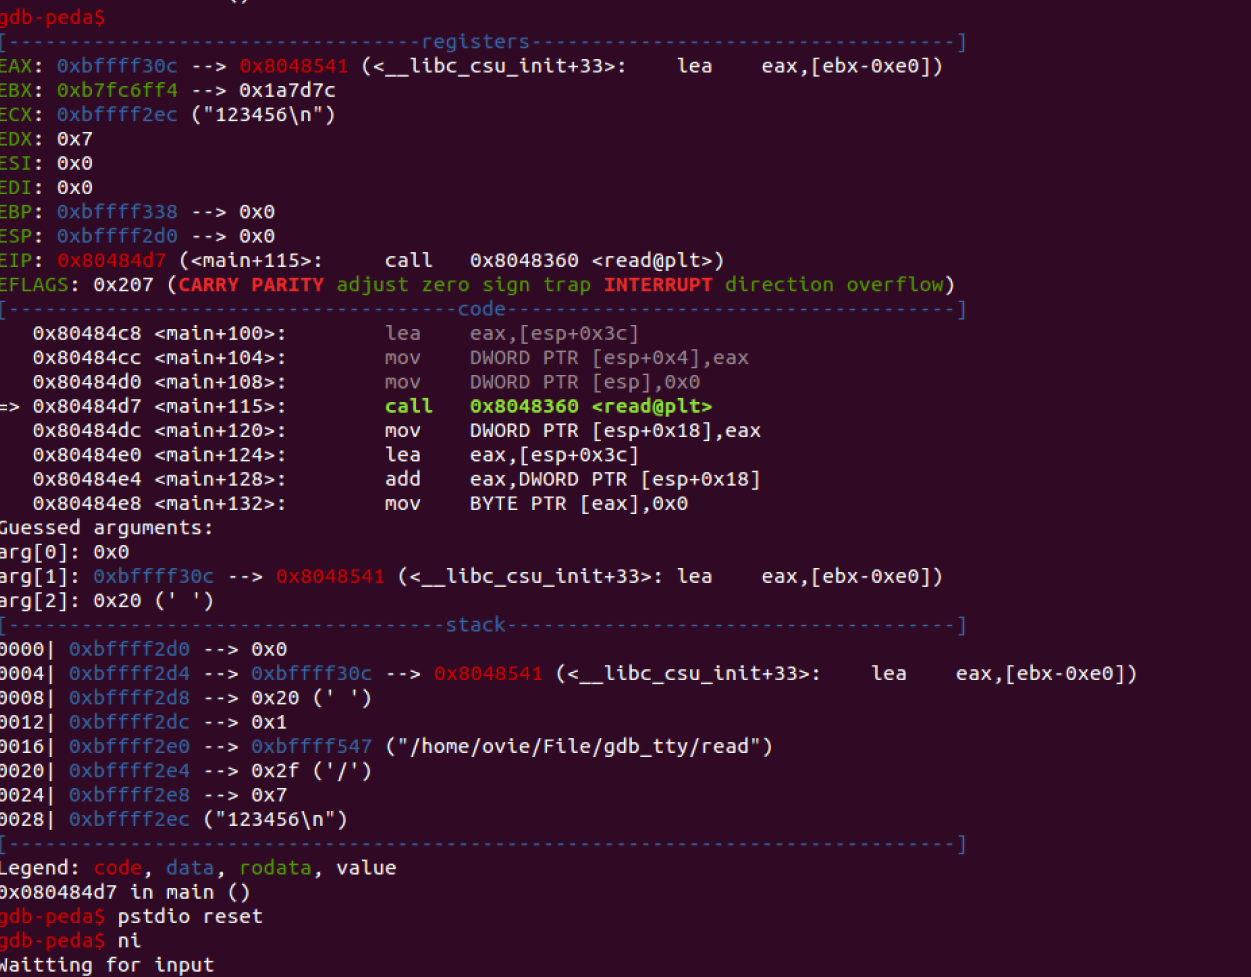 ()
gdb-peda$
[----------------------------------registers-----------------------------------]
EAX: 0xbffff30c --> 0x8048541 (<__libc_csu_init+33>:    lea    eax,[ebx-0xe0])
EBX: 0xb7fc6ff4 --> 0x1a7d7c
ECX: 0xbffff2ec ("123456\n")
EDX: 0x7
ESI: 0x0
EDI: 0x0
EBP: 0xbffff338 --> 0x0
ESP: 0xbffff2d0 --> 0x0
EIP: 0x80484d7 (<main+115>:     call   0x8048360 <read@plt>)
EFLAGS: 0x207 (CARRY PARITY adjust zero sign trap INTERRUPT direction overflow)
[-------------------------------------code-------------------------------------]
   0x80484c8 <main+100>:        lea    eax,[esp+0x3c]
   0x80484cc <main+104>:        mov    DWORD PTR [esp+0x4],eax
   0x80484d0 <main+108>:        mov    DWORD PTR [esp],0x0
=> 0x80484d7 <main+115>:        call   0x8048360 <read@plt>
   0x80484dc <main+120>:        mov    DWORD PTR [esp+0x18],eax
   0x80484e0 <main+124>:        lea    eax,[esp+0x3c]
   0x80484e4 <main+128>:        add    eax,DWORD PTR [esp+0x18]
   0x80484e8 <main+132>:        mov    BYTE PTR [eax],0x0
Guessed arguments:
arg[0]: 0x0
arg[1]: 0xbffff30c --> 0x8048541 (<__libc_csu_init+33>: lea    eax,[ebx-0xe0])
arg[2]: 0x20 (' ')
[------------------------------------stack-------------------------------------]
0000| 0xbffff2d0 --> 0x0
0004| 0xbffff2d4 --> 0xbffff30c --> 0x8048541 (<__libc_csu_init+33>:    lea    eax,[ebx-0xe0])
0008| 0xbffff2d8 --> 0x20 (' ')
0012| 0xbffff2dc --> 0x1
0016| 0xbffff2e0 --> 0xbffff547 ("/home/ovie/File/gdb_tty/read")
0020| 0xbffff2e4 --> 0x2f ('/')
0024| 0xbffff2e8 --> 0x7
0028| 0xbffff2ec ("123456\n")
[------------------------------------------------------------------------------]
Legend: code, data, rodata, value
0x080484d7 in main ()
gdb-peda$ pstdio reset
gdb-peda$ ni
Waitting for input